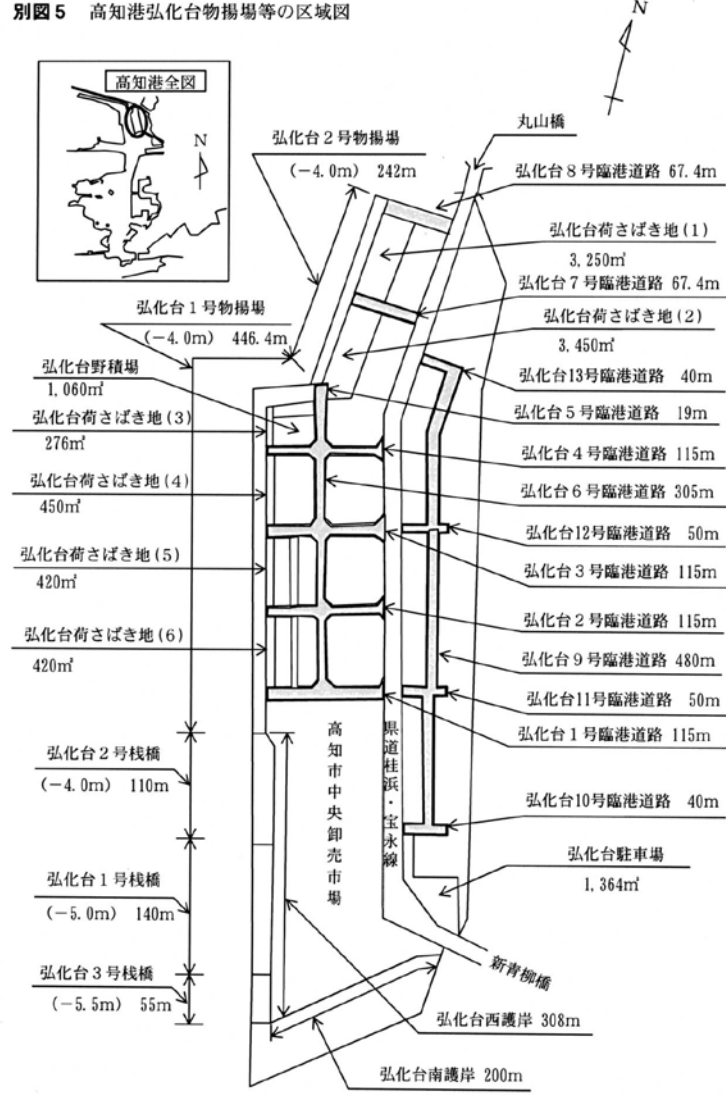 別図5 高知港弘化台物揚場等の区域図
N
高知港全図
N
弘化台2号物揚場
(-4.0m) 242m
丸山橋
弘化台8号臨港道路 67.4m
弘化台荷さばき地(1)
3,250㎡
弘化台7号臨港道路 67.4m
弘化台荷さばき地(2)
3,450㎡
弘化台1号物揚場
(-4.0m) 446.4m
弘化台野積場
1,060㎡
弘化台13号臨港道路 40m
弘化台5号臨港道路 19m
弘化台荷さばき地(3)
276㎡
弘化台4号臨港道路 115m
弘化台荷さばき地(4)
450㎡
弘化台6号臨港道路 305m
弘化台12号臨港道路 50m
弘化台荷さばき地(5)
420㎡
弘化台3号臨港道路 115m
弘化台2号臨港道路 115m
弘化台荷さばき地(6)
420㎡
弘化台9号臨港道路 480m
弘化台11号臨港道路 50m
弘化台1号臨港道路 115m
高知市中央卸売市場
県道桂浜・宝永線
弘化台2号桟橋
(-4.0m) 110m
弘化台10号臨港道路 40m
弘化台駐車場
1,364㎡
弘化台1号桟橋
(-5.0m) 140m
新青柳橋
弘化台3号桟橋
(-5.5m) 55m
弘化台西護岸 308m
弘化台南護岸 200m